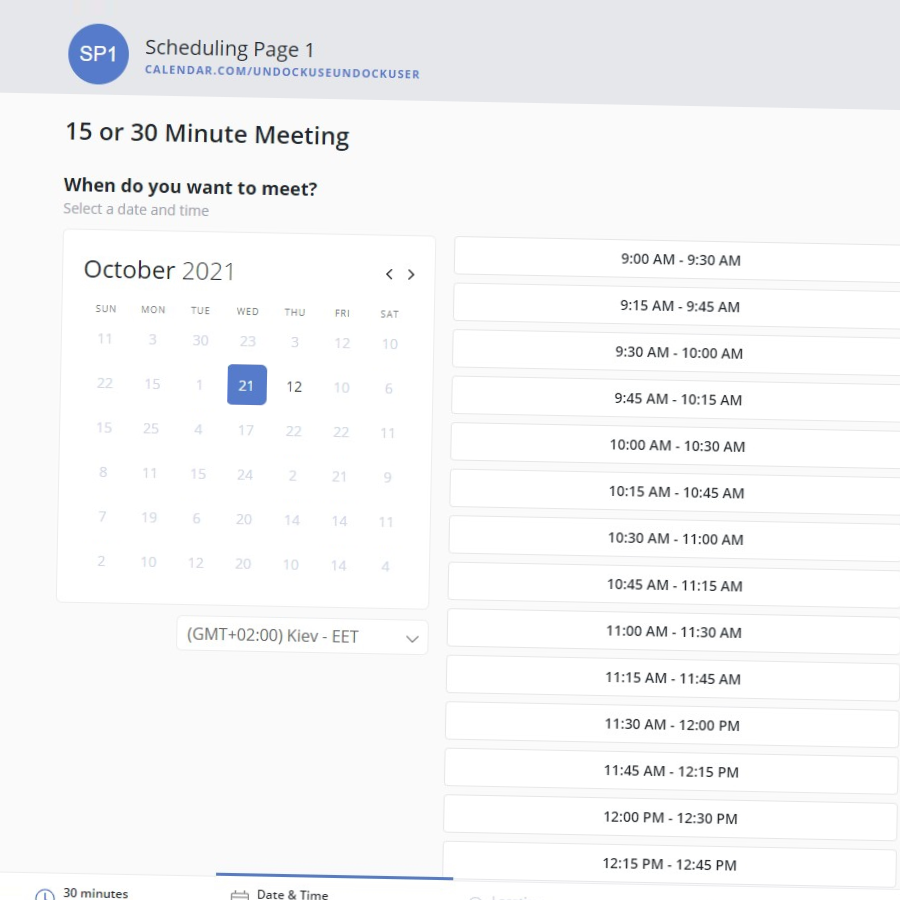 SP1
Scheduling Page 1
CALENDAR.COM/UNDOCKUSEUNDOCKUSER
15 or 30 Minute Meeting
When do you want to meet?
Select a date and time
October 2021
SUN MON TUE WED THU FRI SAT
11 3 30 23 3 12 10
22 15 1 21 12 10 6
15 25 4 17 22 22 11
8 11 15 24 2 21 9
7 19 6 20 14 14 11
2 10 12 20 10 14 4
(GMT+02:00) Kiev - EET
9:00 AM - 9:30 AM
9:15 AM - 9:45 AM
9:30 AM - 10:00 AM
9:45 AM - 10:15 AM
10:00 AM - 10:30 AM
10:15 AM - 10:45 AM
10:30 AM - 11:00 AM
10:45 AM - 11:15 AM
11:00 AM - 11:30 AM
11:15 AM - 11:45 AM
11:30 AM - 12:00 PM
11:45 AM - 12:15 PM
12:00 PM - 12:30 PM
12:15 PM - 12:45 PM
30 minutes
Date & Time